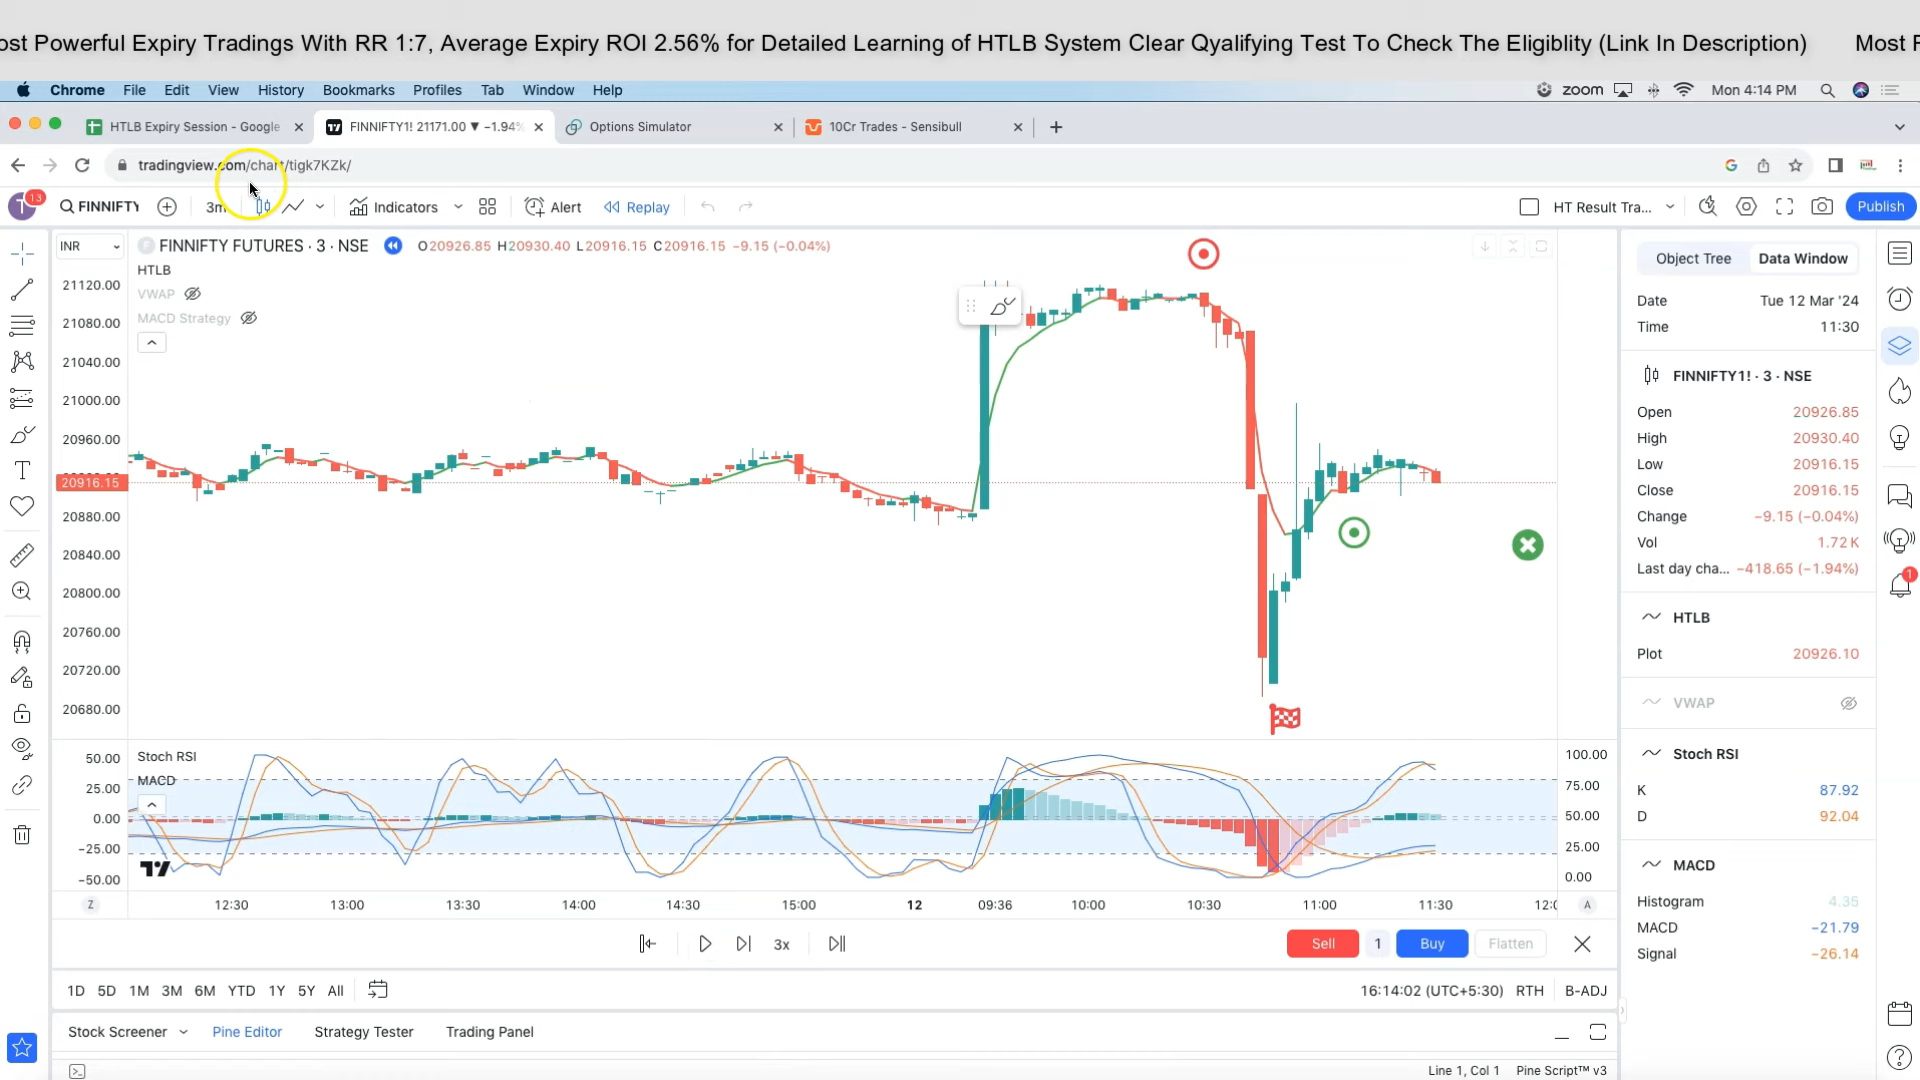 ost Powerful Expiry Tradings With RR 1:7, Average Expiry ROI 2.56% for Detailed Learning of HTLB System Clear Qyalifying Test To Check The Eligiblity (Link In Description) Most
Chrome File Edit View History Bookmarks Profiles Tab Window Help zoom Mon 4:14 PM
HTLB Expiry Session - Google FINNIFTY1! 21171.00 ▼ −1.94% Options Simulator 10Cr Trades - Sensibull
tradingview.com/chart/tigk7KZk/
T 13 FINNIFTY 3m Indicators Alert Replay HT Result Tra... Publish
INR FINNIFTY FUTURES · 3 · NSE O20926.85 H20930.40 L20916.15 C20916.15 −9.15 (−0.04%)
HTLB
VWAP
MACD Strategy
21120.00
21080.00
21040.00
21000.00
20960.00
20916.15
20880.00
20840.00
20800.00
20760.00
20720.00
20680.00
Stoch RSI
MACD
50.00
25.00
0.00
−25.00
−50.00
100.00
75.00
50.00
25.00
0.00
Z 12:30 13:00 13:30 14:00 14:30 15:00 12 09:36 10:00 10:30 11:00 11:30 A
3x Sell 1 Buy Flatten
1D 5D 1M 3M 6M YTD 1Y 5Y All 16:14:02 (UTC+5:30) RTH B-ADJ
Stock Screener Pine Editor Strategy Tester Trading Panel
Line 1, Col 1 Pine Script™ v3
Object Tree Data Window
Date Tue 12 Mar '24
Time 11:30
FINNIFTY1! · 3 · NSE
Open 20926.85
High 20930.40
Low 20916.15
Close 20916.15
Change −9.15 (−0.04%)
Vol 1.72 K
Last day cha... −418.65 (−1.94%)
HTLB
Plot 20926.10
VWAP
Stoch RSI
K 87.92
D 92.04
MACD
Histogram 4.35
MACD −21.79
Signal −26.14
1